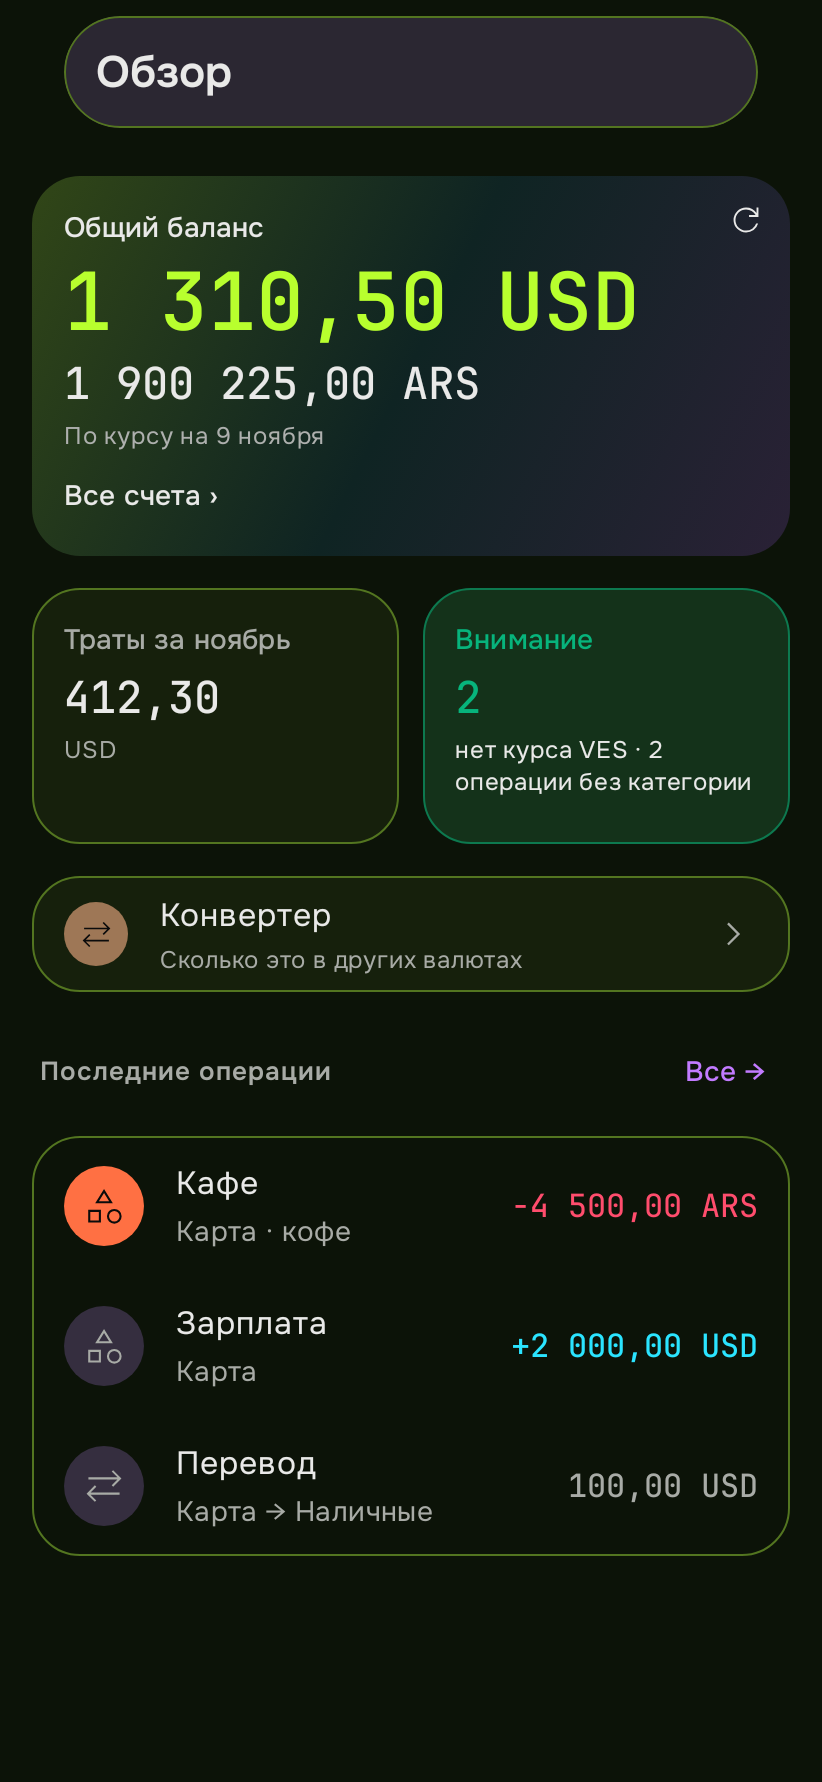 Обзор
Общий баланс
1 310,50 USD
1 900 225,00 ARS
По курсу на 9 ноября
Все счета ›
Траты за ноябрь
412,30
USD
Внимание
2
нет курса VES · 2
операции без категории
Конвертер
Сколько это в других валютах
Последние операции
Все →
Кафе
Карта · кофе
-4 500,00 ARS
Зарплата
Карта
+2 000,00 USD
Перевод
Карта → Наличные
100,00 USD